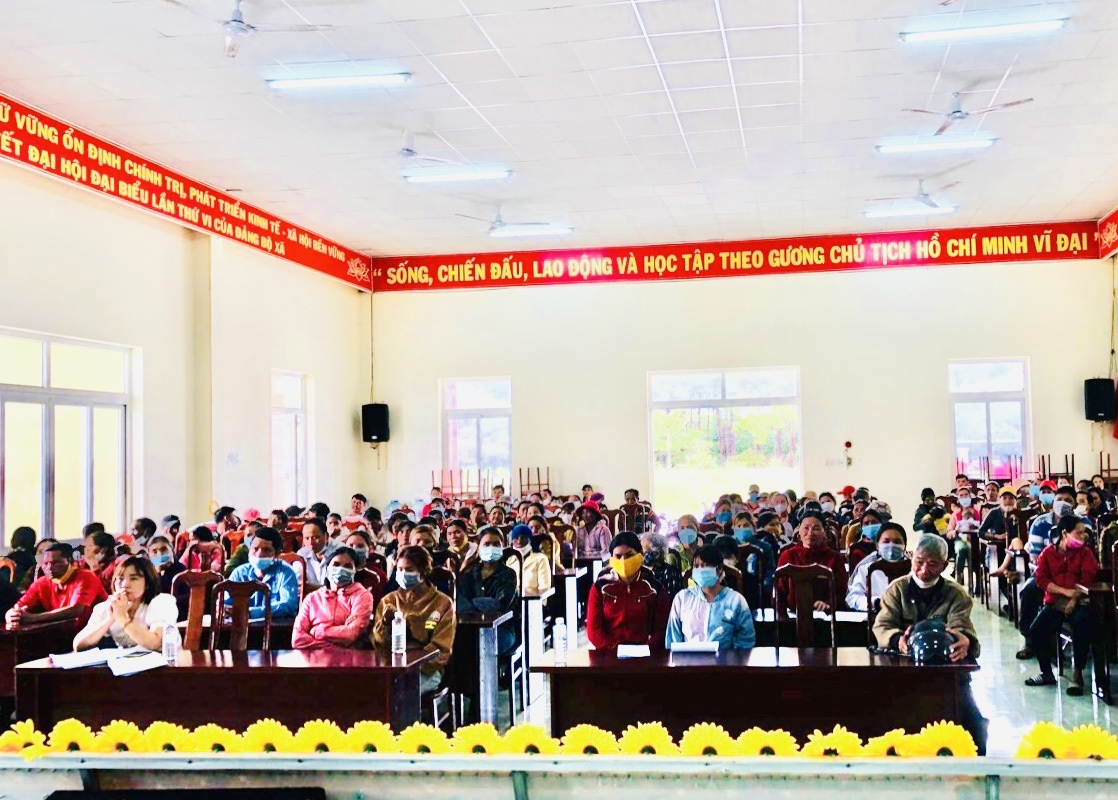 Ữ VỮNG ỔN ĐỊNH CHÍNH TRỊ, PHÁT TRIỂN KINH TẾ - XÃ HỘI BỀN VỮNG
ẾT ĐẠI HỘI ĐẠI BIỂU LẦN THỨ VI CỦA ĐẢNG BỘ XÃ
“ SỐNG, CHIẾN ĐẤU, LAO ĐỘNG VÀ HỌC TẬP THEO GƯƠNG CHỦ TỊCH HỒ CHÍ MINH VĨ ĐẠI ”